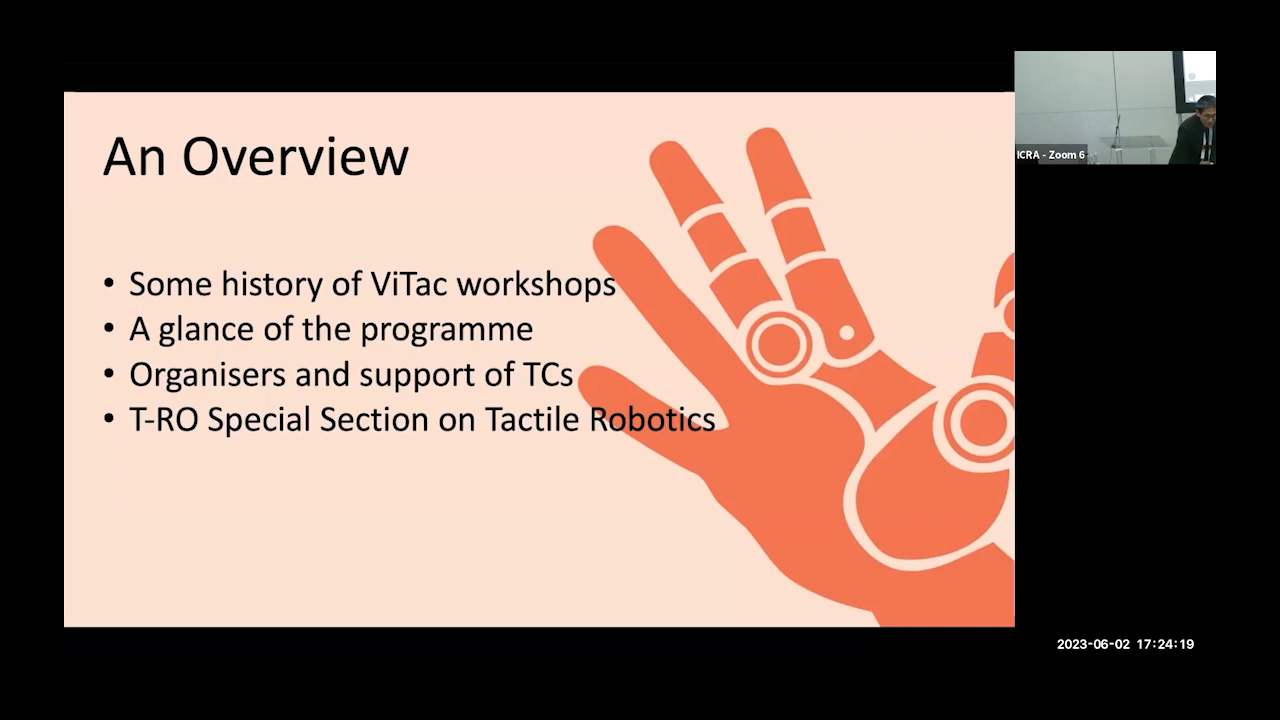 An Overview
• Some history of ViTac workshops
• A glance of the programme
• Organisers and support of TCs
• T-RO Special Section on Tactile Robotics
ICRA - Zoom 6
2023-06-02 17:24:19